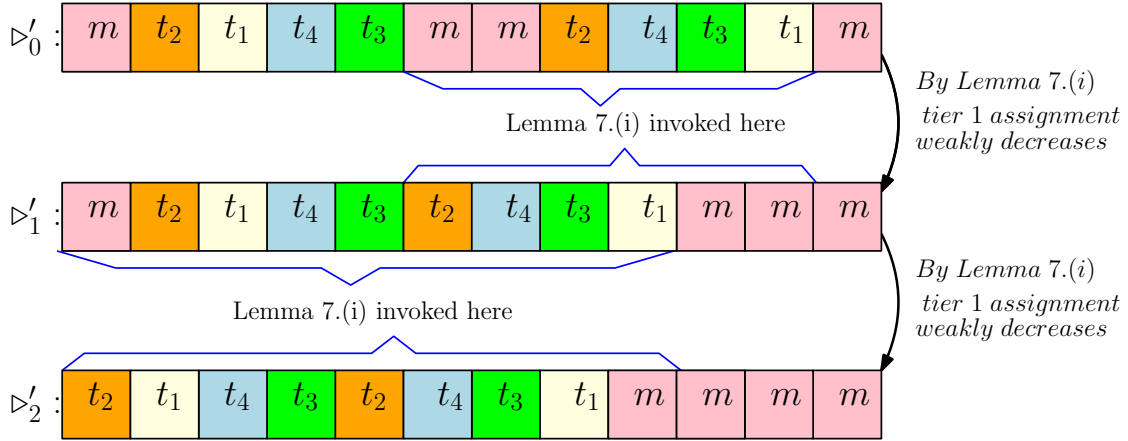 ▷′₀ : m t₂ t₁ t₄ t₃ m m t₂ t₄ t₃ t₁ m
By Lemma 7.(i)
tier 1 assignment
weakly decreases
Lemma 7.(i) invoked here
▷′₁ : m t₂ t₁ t₄ t₃ t₂ t₄ t₃ t₁ m m m
By Lemma 7.(i)
tier 1 assignment
weakly decreases
Lemma 7.(i) invoked here
▷′₂ : t₂ t₁ t₄ t₃ t₂ t₄ t₃ t₁ m m m m